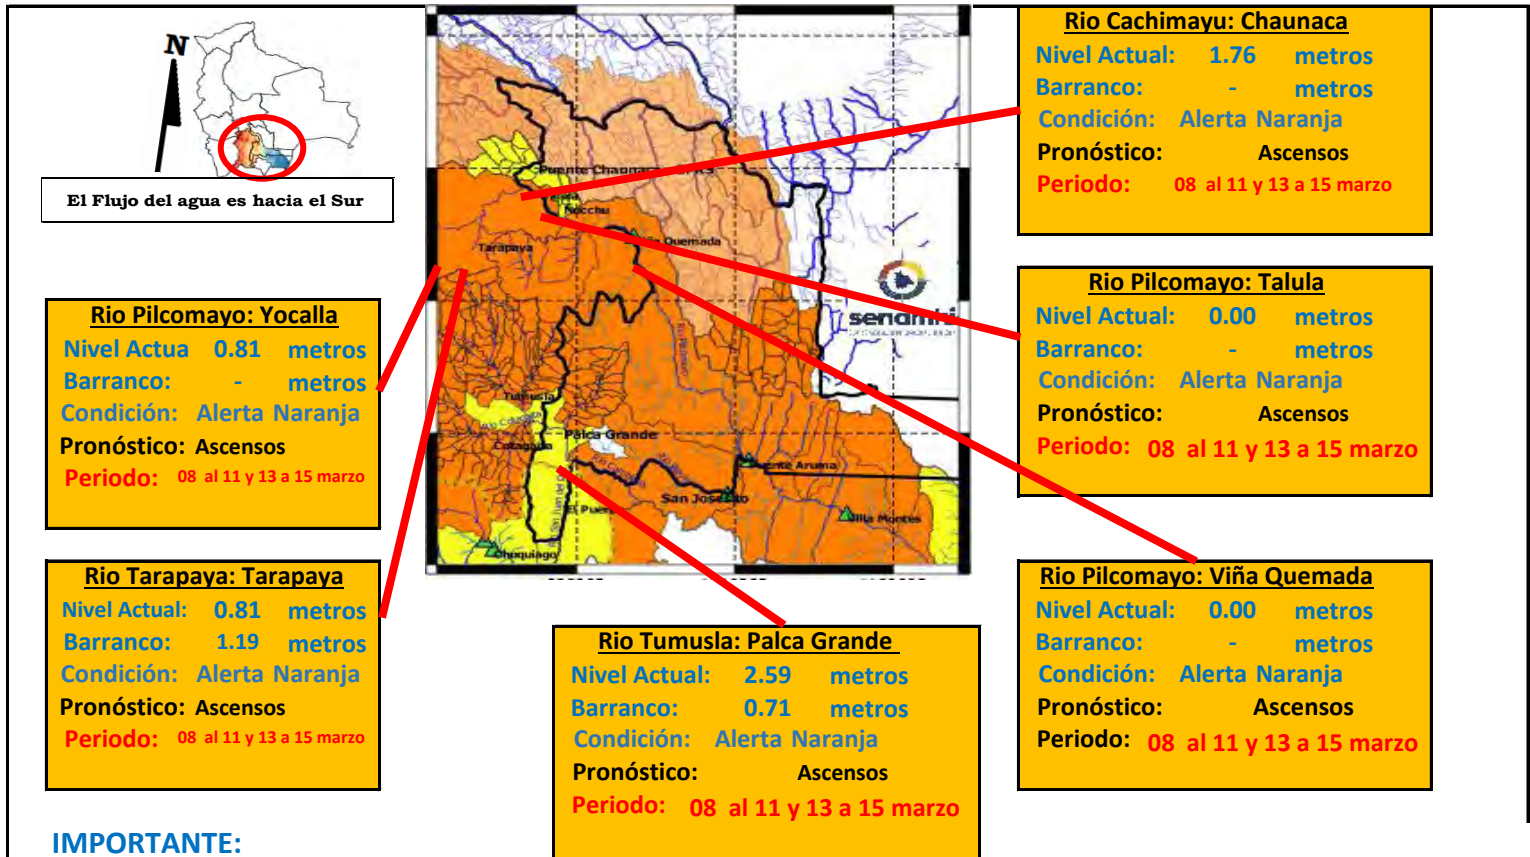 N
El Flujo del agua es hacia el Sur
Rio Cachimayu: Chaunaca
Nivel Actual: 1.76 metros
Barranco: - metros
Condición: Alerta Naranja
Pronóstico: Ascensos
Periodo: 08 al 11 y 13 a 15 marzo
Puente Chaunaca
Nucchu
Viña Quemada
Tarapaya
senamhi
Tumusla
Cotagaita
Palca Grande
Puente Aruma
San Josecito
Villa Montes
El Puente
Chuquiago
Rio Pilcomayo: Talula
Nivel Actual: 0.00 metros
Barranco: - metros
Condición: Alerta Naranja
Pronóstico: Ascensos
Periodo: 08 al 11 y 13 a 15 marzo
Rio Pilcomayo: Yocalla
Nivel Actua 0.81 metros
Barranco: - metros
Condición: Alerta Naranja
Pronóstico: Ascensos
Periodo: 08 al 11 y 13 a 15 marzo
Rio Tarapaya: Tarapaya
Nivel Actual: 0.81 metros
Barranco: 1.19 metros
Condición: Alerta Naranja
Pronóstico: Ascensos
Periodo: 08 al 11 y 13 a 15 marzo
Rio Tumusla: Palca Grande
Nivel Actual: 2.59 metros
Barranco: 0.71 metros
Condición: Alerta Naranja
Pronóstico: Ascensos
Periodo: 08 al 11 y 13 a 15 marzo
Rio Pilcomayo: Viña Quemada
Nivel Actual: 0.00 metros
Barranco: - metros
Condición: Alerta Naranja
Pronóstico: Ascensos
Periodo: 08 al 11 y 13 a 15 marzo
IMPORTANTE: